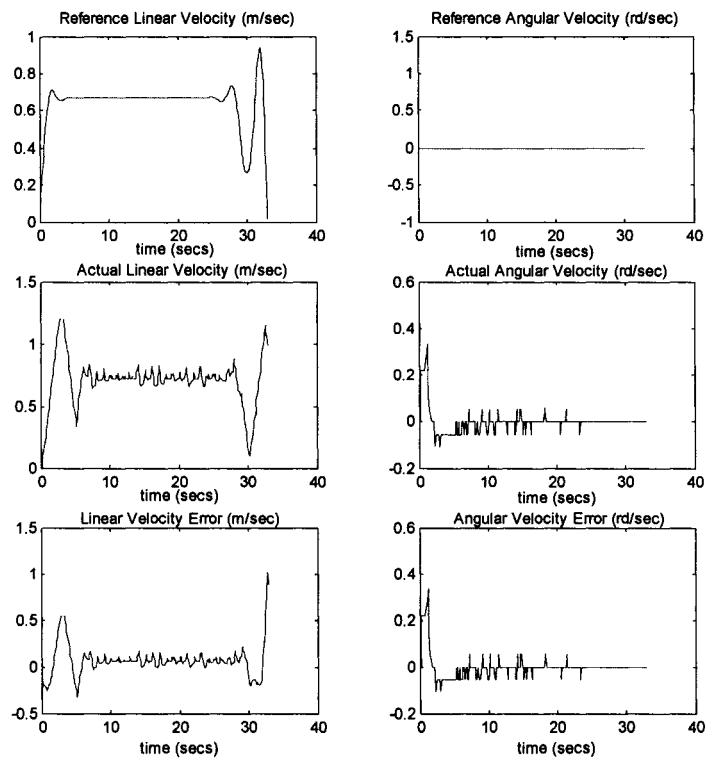 Reference Linear Velocity (m/sec)
1
0.8
0.6
0.4
0.2
0
0 10 20 30 40
time (secs)
Reference Angular Velocity (rd/sec)
1.5
1
0.5
0
-0.5
-1
0 10 20 30 40
time (secs)
Actual Linear Velocity (m/sec)
1.5
1
0.5
0
0 10 20 30 40
time (secs)
Actual Angular Velocity (rd/sec)
0.6
0.4
0.2
0
-0.2
0 10 20 30 40
time (secs)
Linear Velocity Error (m/sec)
1.5
1
0.5
0
-0.5
0 10 20 30 40
time (secs)
Angular Velocity Error (rd/sec)
0.6
0.4
0.2
0
-0.2
0 10 20 30 40
time (secs)